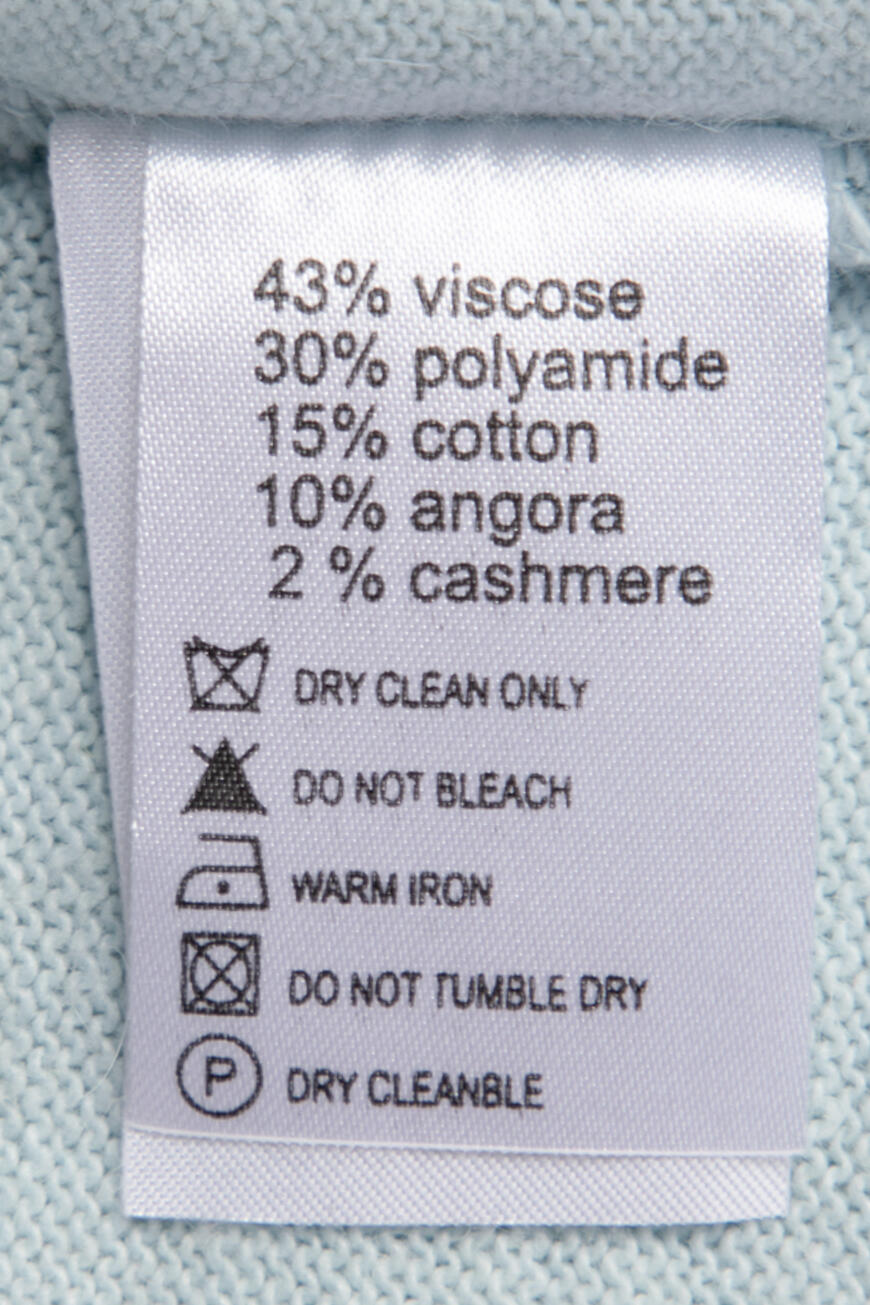 43% viscose
30% polyamide
15% cotton
10% angora
2 % cashmere
DRY CLEAN ONLY
DO NOT BLEACH
WARM IRON
DO NOT TUMBLE DRY
P DRY CLEANBLE